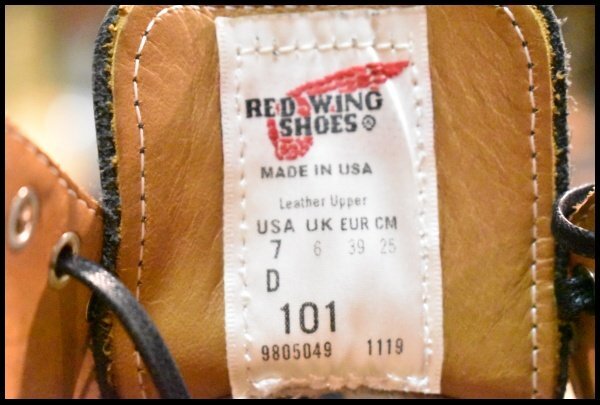 RED WING
SHOES ®
MADE IN USA
Leather Upper
USA UK EUR CM
7 6 39 25
D
101
9805049 1119